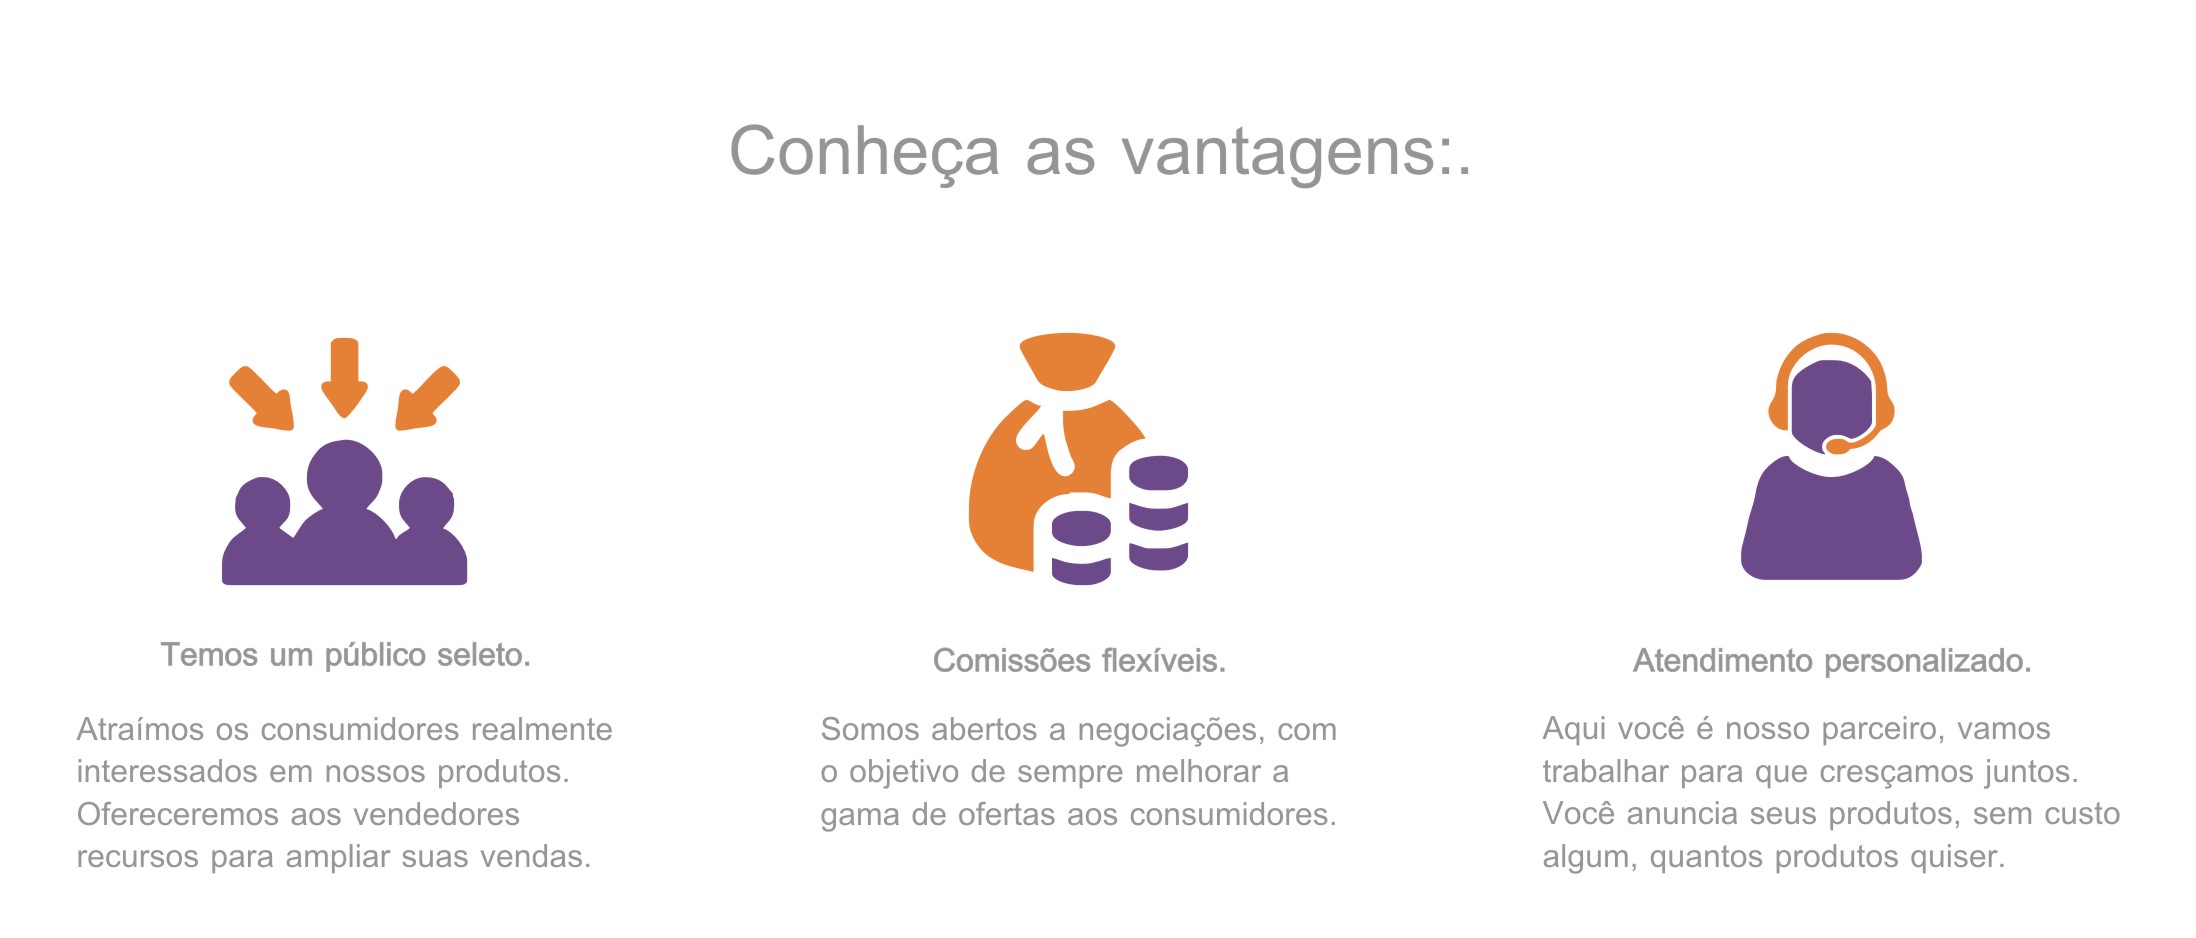 Conheça as vantagens:.
Temos um público seleto.
Atraímos os consumidores realmente
interessados em nossos produtos.
Ofereceremos aos vendedores
recursos para ampliar suas vendas.
Comissões flexíveis.
Somos abertos a negociações, com
o objetivo de sempre melhorar a
gama de ofertas aos consumidores.
Atendimento personalizado.
Aqui você é nosso parceiro, vamos
trabalhar para que cresçamos juntos.
Você anuncia seus produtos, sem custo
algum, quantos produtos quiser.